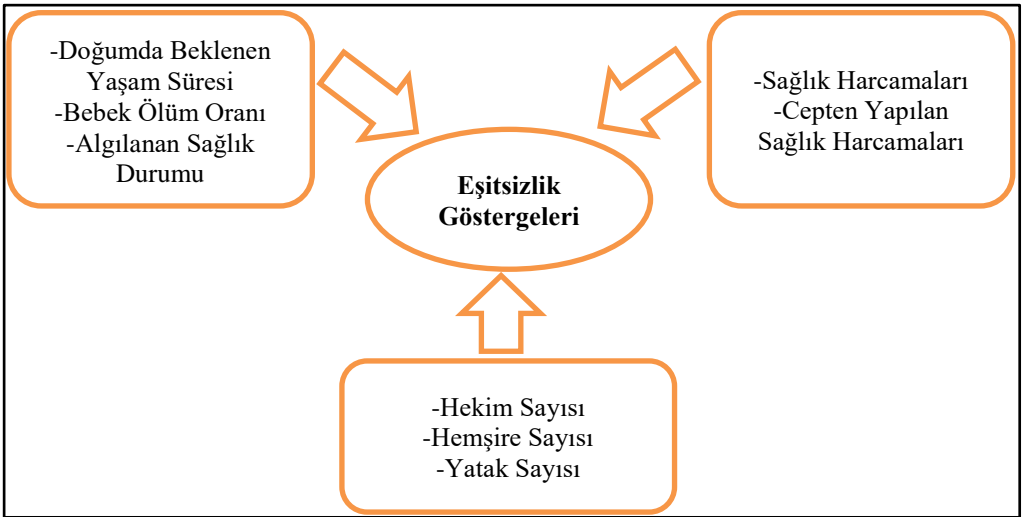 -Doğumda Beklenen
Yaşam Süresi
-Bebek Ölüm Oranı
-Algılanan Sağlık
Durumu
-Sağlık Harcamaları
-Cepten Yapılan
Sağlık Harcamaları
Eşitsizlik
Göstergeleri
-Hekim Sayısı
-Hemşire Sayısı
-Yatak Sayısı